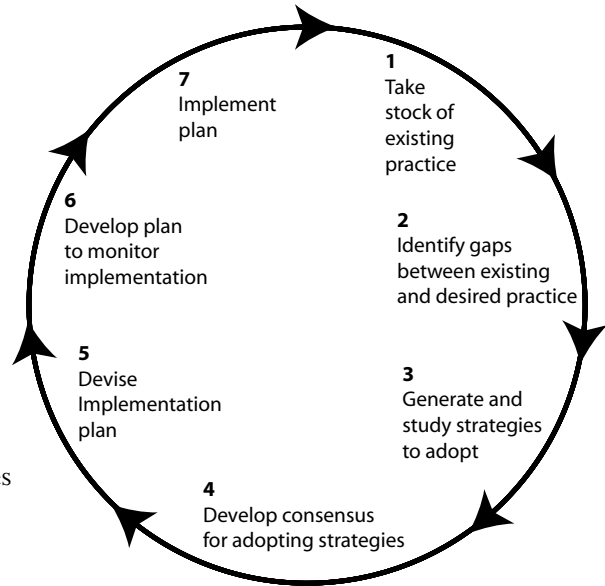 1
Take
stock of
existing
practice
2
Identify gaps
between existing
and desired practice
3
Generate and
study strategies
to adopt
4
Develop consensus
for adopting strategies
5
Devise
Implementation
plan
6
Develop plan
to monitor
implementation
7
Implement
plan